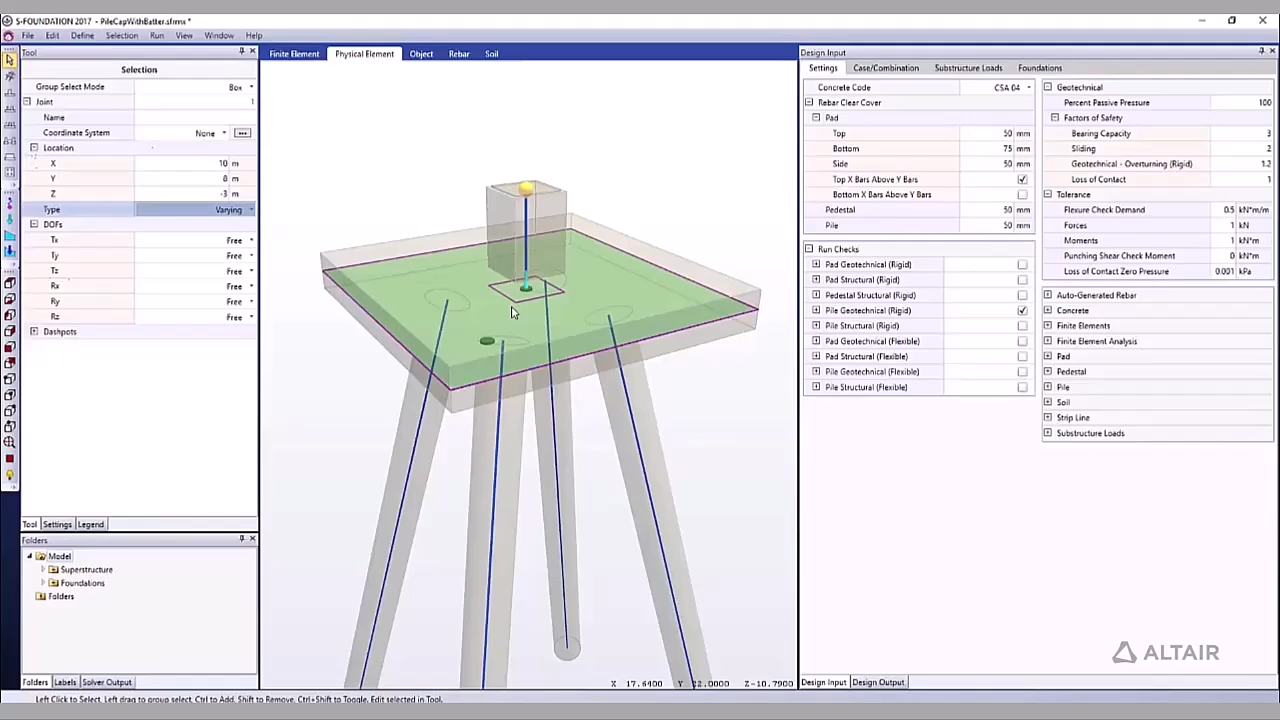 S-FOUNDATION 2017 - PileCapWithBatter.sfrmx *
File Edit Define Selection Run View Window Help
Tool
Selection
Group Select Mode Box
Joint 1
Name
Coordinate System None
Location
X 10 m
Y 8 m
Z -3 m
Type Varying
DOFs
Tx Free
Ty Free
Tz Free
Rx Free
Ry Free
Rz Free
Dashpots
Tool Settings Legend
Folders
Model
Superstructure
Foundations
Folders
Folders Labels Solver Output
Finite Element Physical Element Object Rebar Soil
X 17.6400 Y 22.0000 Z-10.7900
Design Input
Settings Case/Combination Substructure Loads Foundations
Concrete Code CSA 04
Rebar Clear Cover
Pad
Top 50 mm
Bottom 75 mm
Side 50 mm
Top X Bars Above Y Bars
Bottom X Bars Above Y Bars
Pedestal 50 mm
Pile 50 mm
Run Checks
Pad Geotechnical (Rigid)
Pad Structural (Rigid)
Pedestal Structural (Rigid)
Pile Geotechnical (Rigid)
Pile Structural (Rigid)
Pad Geotechnical (Flexible)
Pad Structural (Flexible)
Pile Geotechnical (Flexible)
Pile Structural (Flexible)
Geotechnical
Percent Passive Pressure 100
Factors of Safety
Bearing Capacity 3
Sliding 2
Geotechnical - Overturning (Rigid) 1.2
Loss of Contact 1
Tolerance
Flexure Check Demand 0.5 kN*m/m
Forces 1 kN
Moments 1 kN*m
Punching Shear Check Moment 0 kN*m
Loss of Contact Zero Pressure 0.001 kPa
Auto-Generated Rebar
Concrete
Finite Elements
Finite Element Analysis
Pad
Pedestal
Pile
Soil
Strip Line
Substructure Loads
ALTAIR
Design Input Design Output
Left Click to Select, Left drag to group select, Ctrl to Add, Shift to Remove, Ctrl+Shift to Toggle, Edit selected in Tool.